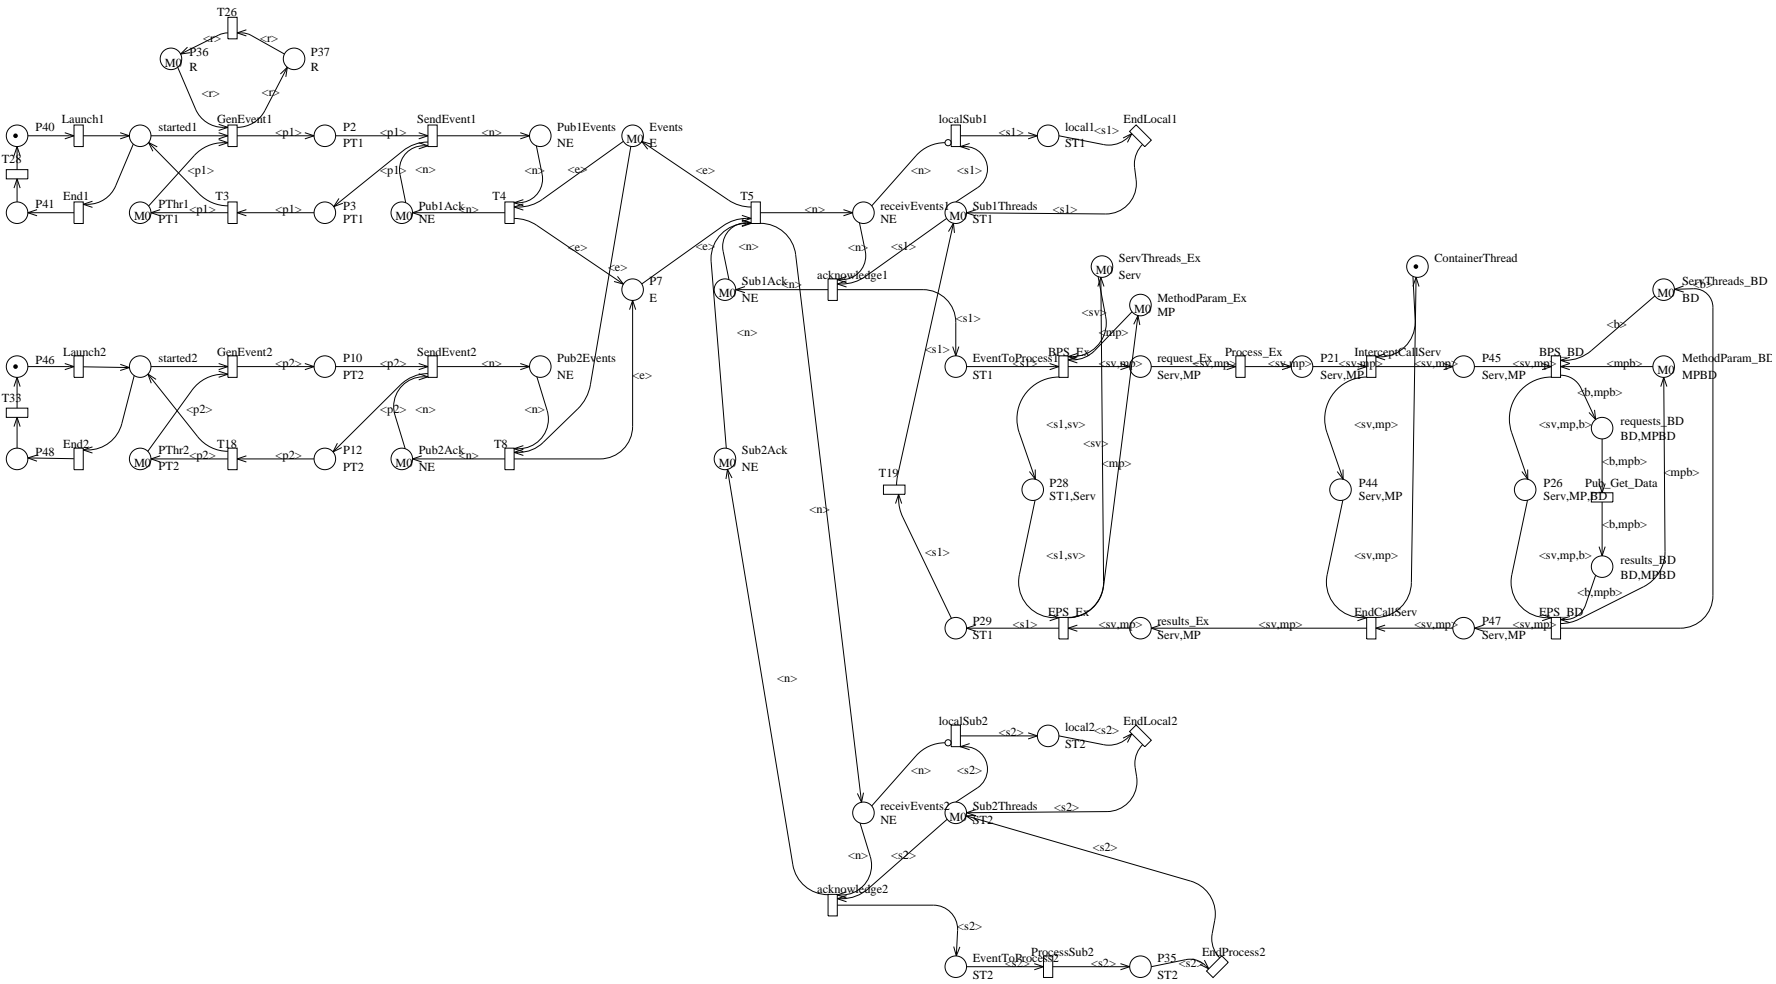 T26
<r> <r>
M0 P36 P37
R R
<r> <r>
P40 Launch1 started1 GenEvent1 <p1> P2 <p1> SendEvent1 <n> Pub1Events M0 Events
PT1 NE E
T28 <p1> <p1> <n> <n> <e> <e>
P41 End1 M0 PThr1 <p1> T3 <p1> P3 M0 Pub1Ack <n> T4
PT1 PT1 NE
<e> <e> <e>
P7
E
T5 <n> receivEvents1 M0 Sub1Threads <s1>
NE ST1
localSub1 <s1> local1 <s1> EndLocal1
ST1
<n> <s1>
<n> <n> <s1>
M0 Sub1Ack <n> acknowledge1
NE
<n> <s1> <s1>
M0 ServThreads_Ex
Serv
M0 MethodParam_Ex
MP
<sv> <mp>
ContainerThread
M0 ServThreads_BD <b>
BD
<b>
P46 Launch2 started2 GenEvent2 <p2> P10 <p2> SendEvent2 <n> Pub2Events
PT2 NE
T33 <p2> <p2> <n> <n> <e>
P48 End2 M0 PThr2 <p2> T18 <p2> P12 M0 Pub2Ack <n> T8
PT2 PT2 NE
M0 Sub2Ack
NE
<n>
EventToProcess1 BPS_Ex <sv,mp> request_Ex <sv,mp> Process_Ex <sv,mp> P21 <sv,mp> InterceptCallServ <sv,mp> P45 <sv,mp> BPS_BD <mpb> M0 MethodParam_BD
ST1 Serv,MP Serv,MP Serv,MP MPBD
<b,mpb>
<s1,sv> <sv> <sv,mp> <sv,mp,b> requests_BD
BD,MPBD
<mp> <b,mpb> <mpb>
T19 P28 P44 P26 Pub_Get_Data
ST1,Serv Serv,MP Serv,MP,BD
<b,mpb>
<s1> <s1,sv> <sv,mp> <sv,mp,b> results_BD
BD,MPBD
<b,mpb>
P29 <s1> EPS_Ex <sv,mp> results_Ex <sv,mp> EndCallServ <sv,mp> P47 <sv,mp> EPS_BD
ST1 Serv,MP Serv,MP
<n>
localSub2 <s2> local2 <s2> EndLocal2
ST2
<n> <s2>
receivEvents2 M0 Sub2Threads <s2>
NE ST2
<n> <s2> <s2>
acknowledge2
<s2>
EventToProcess2 <s2> ProcessSub2 <s2> P35 <s2> EndProcess2
ST2 ST2